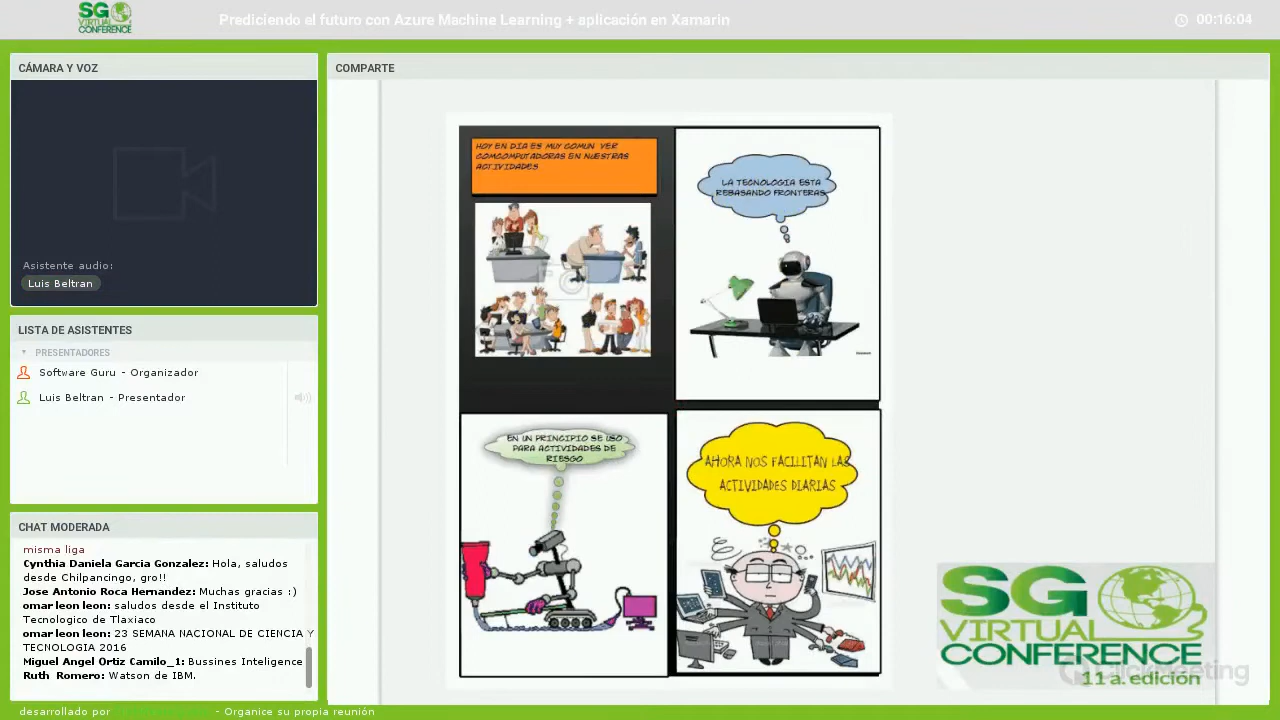 SG
VIRTUAL
CONFERENCE
Prediciendo el futuro con Azure Machine Learning + aplicación en Xamarin
00:16:04
CÁMARA Y VOZ
Asistente audio:
Luis Beltran
LISTA DE ASISTENTES
PRESENTADORES
Software Guru - Organizador
Luis Beltran - Presentador
CHAT MODERADA
misma liga
Cynthia Daniela Garcia Gonzalez: Hola, saludos
desde Chilpancingo, gro!!
Jose Antonio Roca Hernandez: Muchas gracias :)
omar leon leon: saludos desde el Instituto
Tecnologico de Tlaxiaco
omar leon leon: 23 SEMANA NACIONAL DE CIENCIA Y
TECNOLOGIA 2016
Miguel Angel Ortiz Camilo_1: Bussines Inteligence
Ruth Romero: Watson de IBM.
desarrollado por
- Organice su propia reunión
COMPARTE
HOY EN DIA ES MUY COMUN VER
COMCOMPUTADORAS EN NUESTRAS
ACTIVIDADES
LA TECNOLOGIA ESTA
REBASANDO FRONTERAS
EN UN PRINCIPIO SE USO
PARA ACTIVIDADES DE
RIESGO
AHORA NOS FACILITAN LAS
ACTIVIDADES DIARIAS
SG
VIRTUAL
CONFERENCE
ClickMeeting
11a. edición